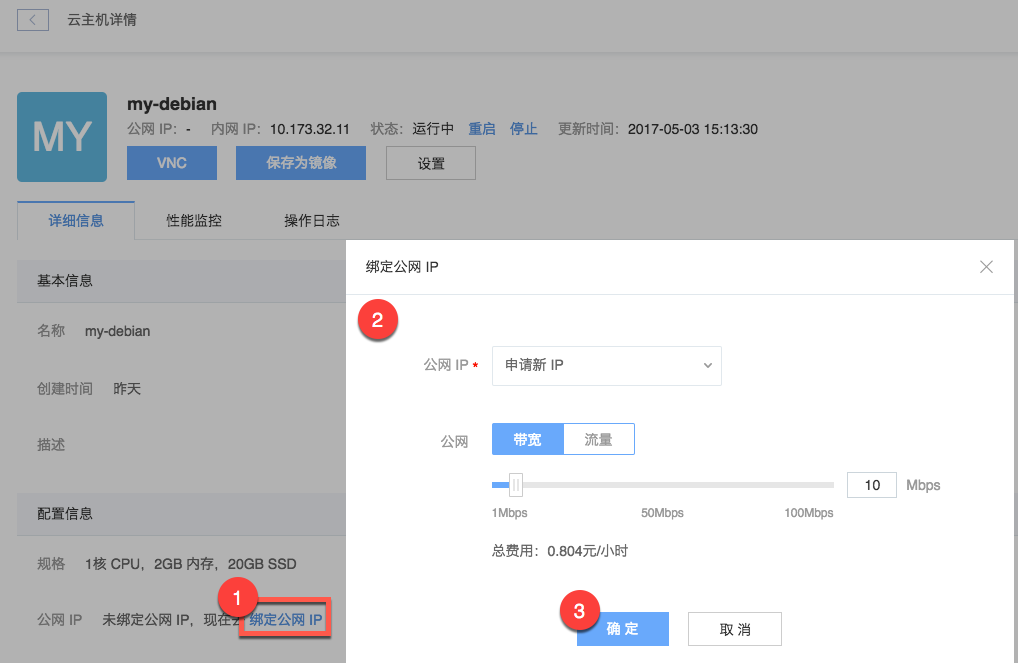 云主机详情
MY
my-debian
公网 IP： - 内网 IP： 10.173.32.11 状态： 运行中 重启 停止 更新时间： 2017-05-03 15:13:30
VNC 保存为镜像 设置
详细信息 性能监控 操作日志
基本信息
名称 my-debian
创建时间 昨天
描述
配置信息
规格 1核 CPU，2GB 内存，20GB SSD
公网 IP 未绑定公网 IP，现在 绑定公网 IP
1
绑定公网 IP
2
公网 IP * 申请新 IP
公网 带宽 流量
10 Mbps
1Mbps 50Mbps 100Mbps
总费用： 0.804元/小时
3
确 定 取 消